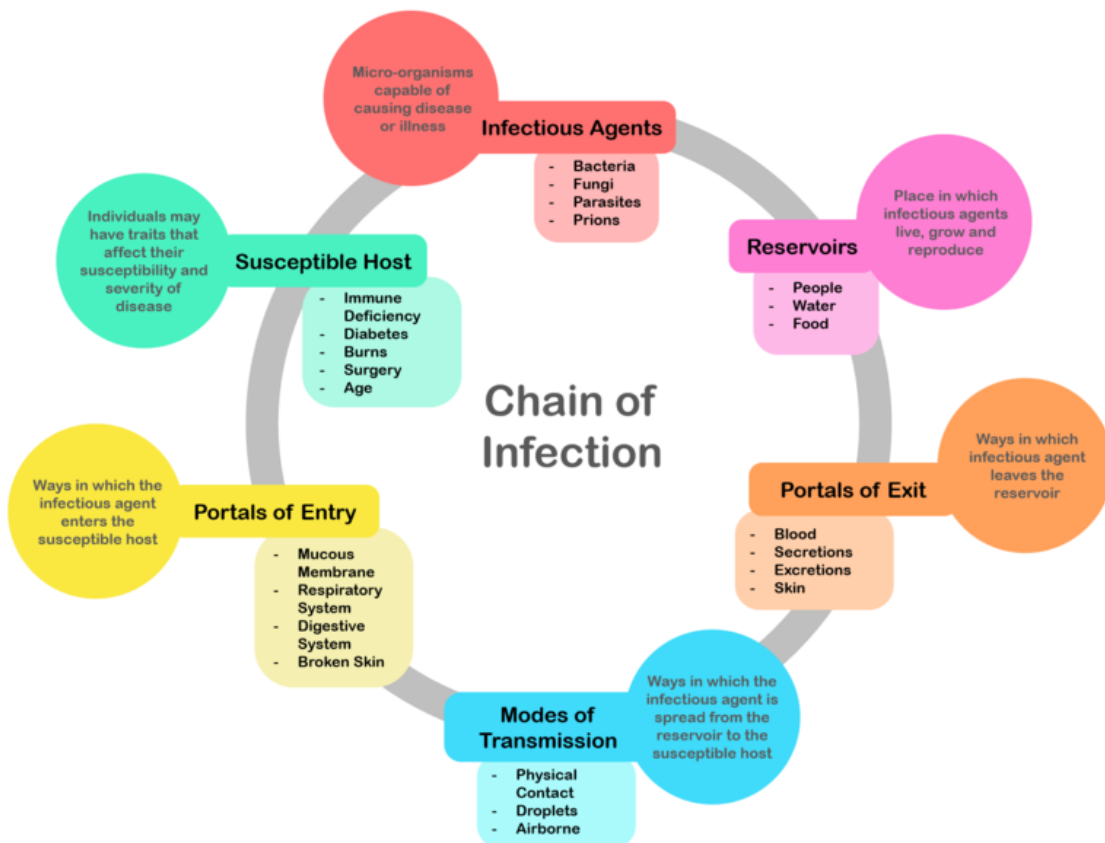 Micro-organisms
capable of
causing disease
or illness
Infectious Agents
- Bacteria
- Fungi
- Parasites
- Prions
Place in which
infectious agents
live, grow and
reproduce
Reservoirs
- People
- Water
- Food
Individuals may
have traits that
affect their
susceptibility and
severity of
disease
Susceptible Host
- Immune
Deficiency
- Diabetes
- Burns
- Surgery
- Age
Chain of
Infection
Ways in which
infectious agent
leaves the
reservoir
Portals of Exit
- Blood
- Secretions
- Excretions
- Skin
Ways in which the
infectious agent
enters the
susceptible host
Portals of Entry
- Mucous
Membrane
- Respiratory
System
- Digestive
System
- Broken Skin
Ways in which the
infectious agent is
spread from the
reservoir to the
susceptible host
Modes of
Transmission
- Physical
Contact
- Droplets
- Airborne